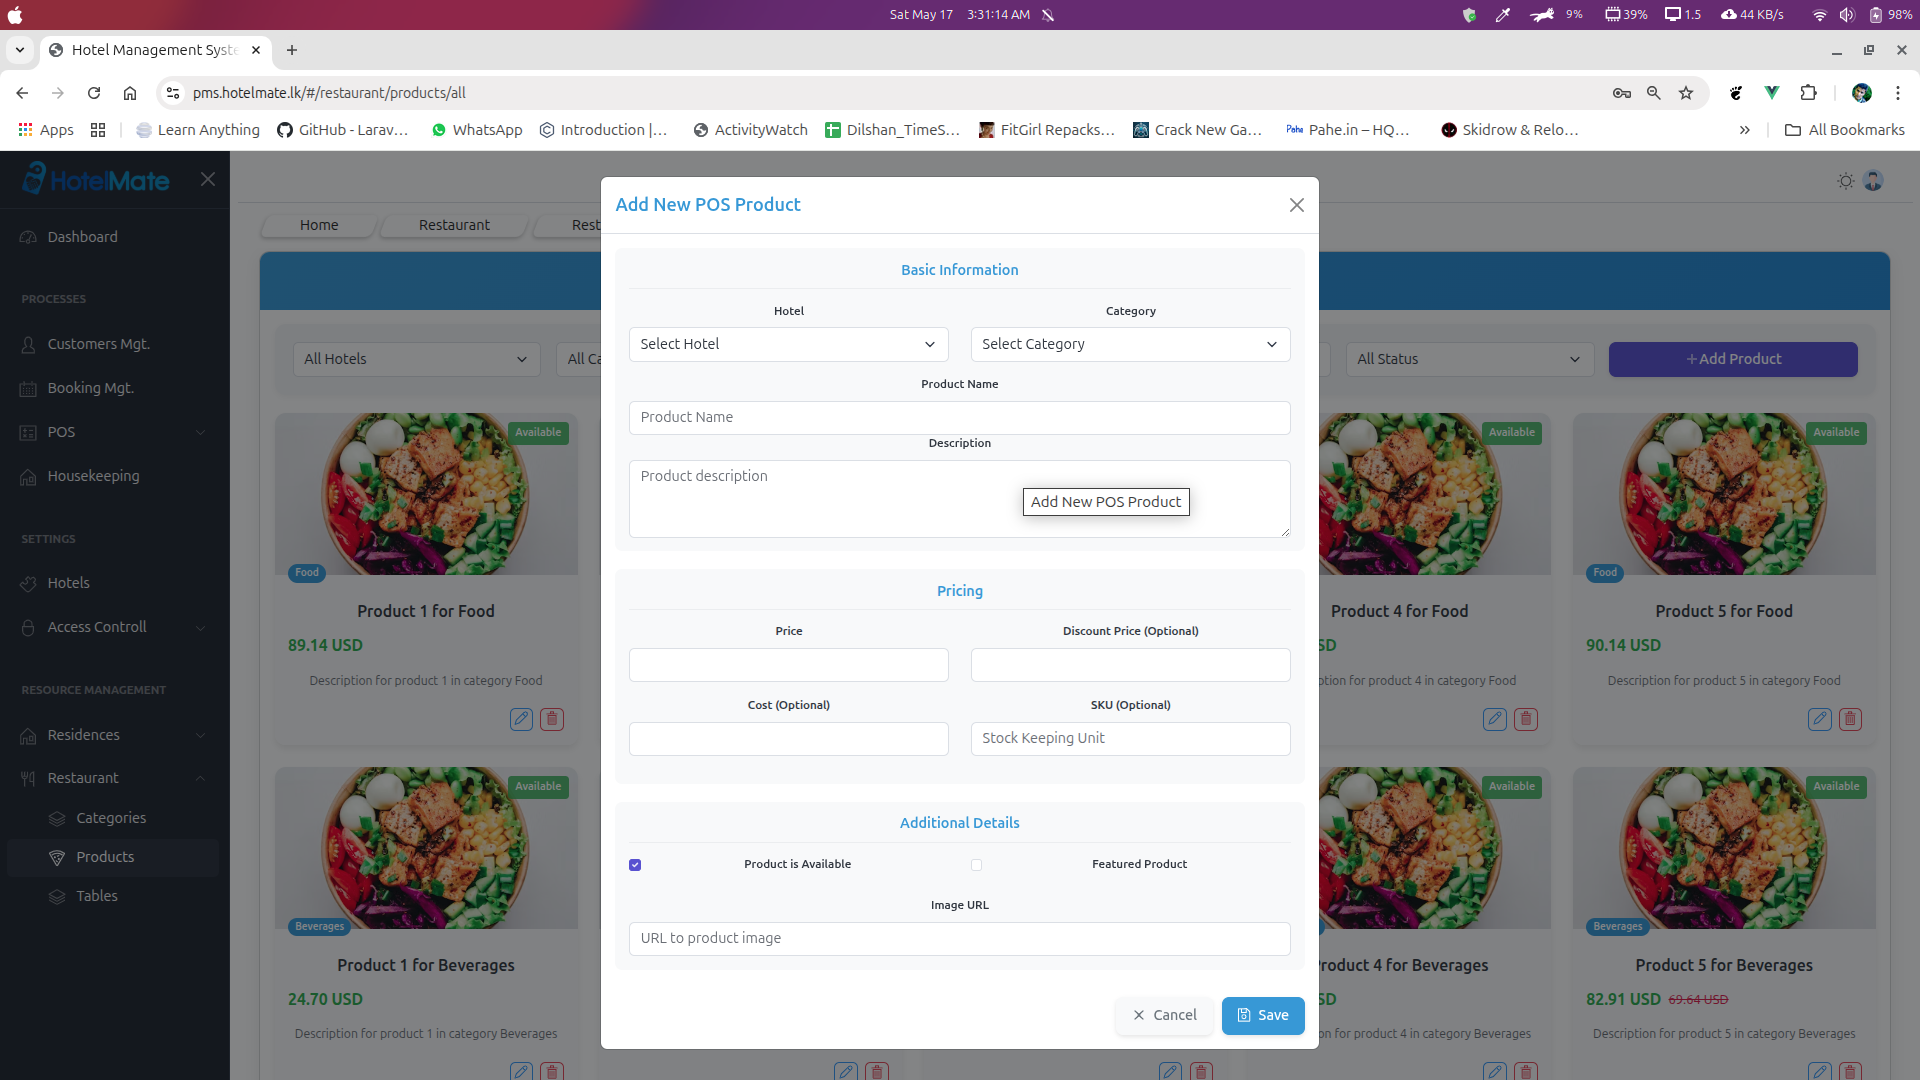 Sat May 17 3:31:14 AM
9% 39% 1.5 44 KB/s 98%
Hotel Management Syste
pms.hotelmate.lk/#/restaurant/products/all
Apps Learn Anything GitHub - Larav… WhatsApp Introduction |… ActivityWatch Dilshan_TimeS… FitGirl Repacks… Crack New Ga… Pahe Pahe.in – HQ… Skidrow & Relo… » All Bookmarks
HotelMate
Dashboard
PROCESSES
Customers Mgt.
Booking Mgt.
POS
Housekeeping
SETTINGS
Hotels
Access Controll
RESOURCE MANAGEMENT
Residences
Restaurant
Categories
Products
Tables
Home Restaurant Rest
All Hotels All Ca All Status +Add Product
Available
Food
Product 1 for Food
89.14 USD
Description for product 1 in category Food
Available
Beverages
Product 1 for Beverages
24.70 USD
Description for product 1 in category Beverages
Add New POS Product
Basic Information
Hotel Category
Select Hotel Select Category
Product Name
Product Name
Description
Product description
Add New POS Product
Pricing
Price Discount Price (Optional)
Cost (Optional) SKU (Optional)
Stock Keeping Unit
Additional Details
Product is Available Featured Product
Image URL
URL to product image
Cancel Save
Available
Product 4 for Food
SD
ption for product 4 in category Food
Available
Food
Product 5 for Food
90.14 USD
Description for product 5 in category Food
Available
Product 4 for Beverages
SD
on for product 4 in category Beverages
Available
Beverages
Product 5 for Beverages
82.91 USD 69.64 USD
Description for product 5 in category Beverages